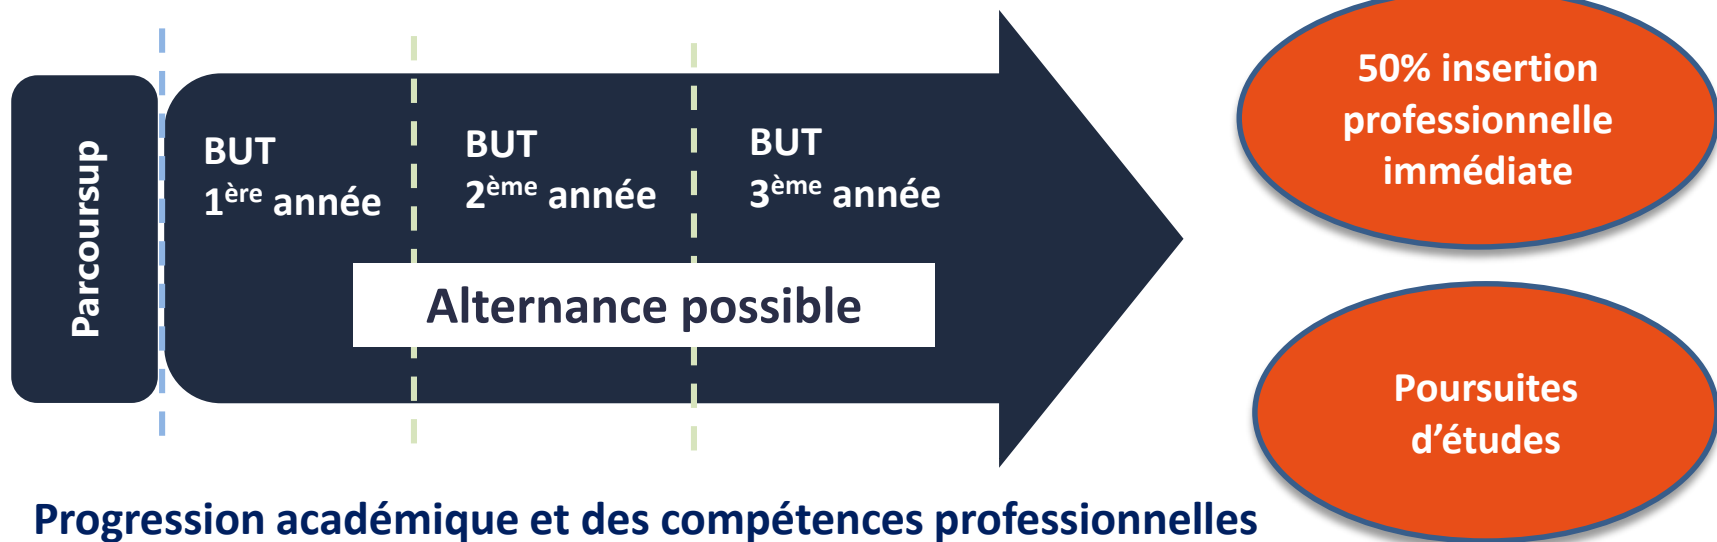 Parcoursup
BUT
1ère année
BUT
2ème année
BUT
3ème année
Alternance possible
50% insertion
professionnelle
immédiate
Poursuites
d’études
Progression académique et des compétences professionnelles